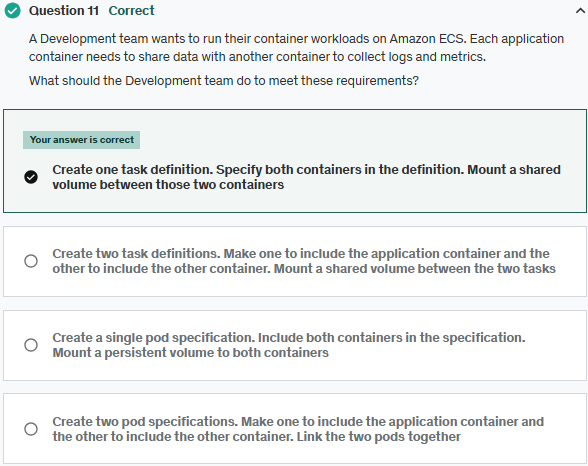 Question 11 Correct
A Development team wants to run their container workloads on Amazon ECS. Each application
container needs to share data with another container to collect logs and metrics.
What should the Development team do to meet these requirements?
Your answer is correct
Create one task definition. Specify both containers in the definition. Mount a shared
volume between those two containers
Create two task definitions. Make one to include the application container and the
other to include the other container. Mount a shared volume between the two tasks
Create a single pod specification. Include both containers in the specification.
Mount a persistent volume to both containers
Create two pod specifications. Make one to include the application container and
the other to include the other container. Link the two pods together